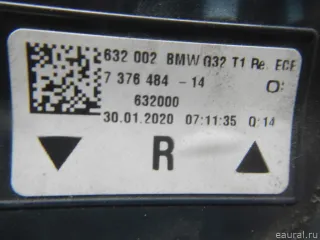 632 002 BMW G32 T1 Re. ECE
7 376 484 -14 O:
632000
30.01.2020 07:11:35 Q:14
R
eaural.ru